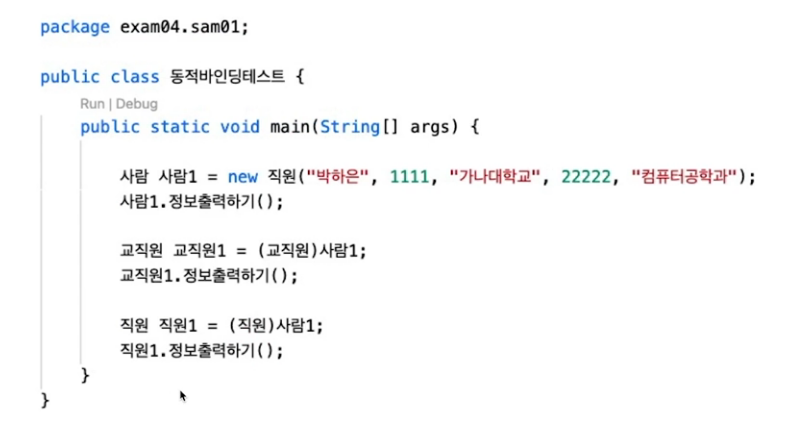 package exam04.sam01;
public class 동적바인딩테스트 {
Run | Debug
public static void main(String[] args) {
사람 사람1 = new 직원("박하은", 1111, "가나대학교", 22222, "컴퓨터공학과");
사람1.정보출력하기();
교직원 교직원1 = (교직원)사람1;
교직원1.정보출력하기();
직원 직원1 = (직원)사람1;
직원1.정보출력하기();
}
}